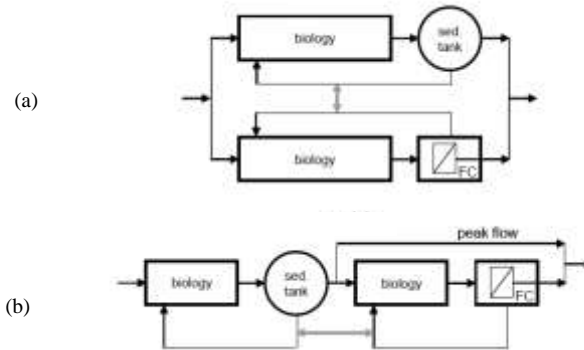 biology
sed.
tank
(a)
biology
FC
peak flow
biology
sed.
tank
biology
FC
(b)